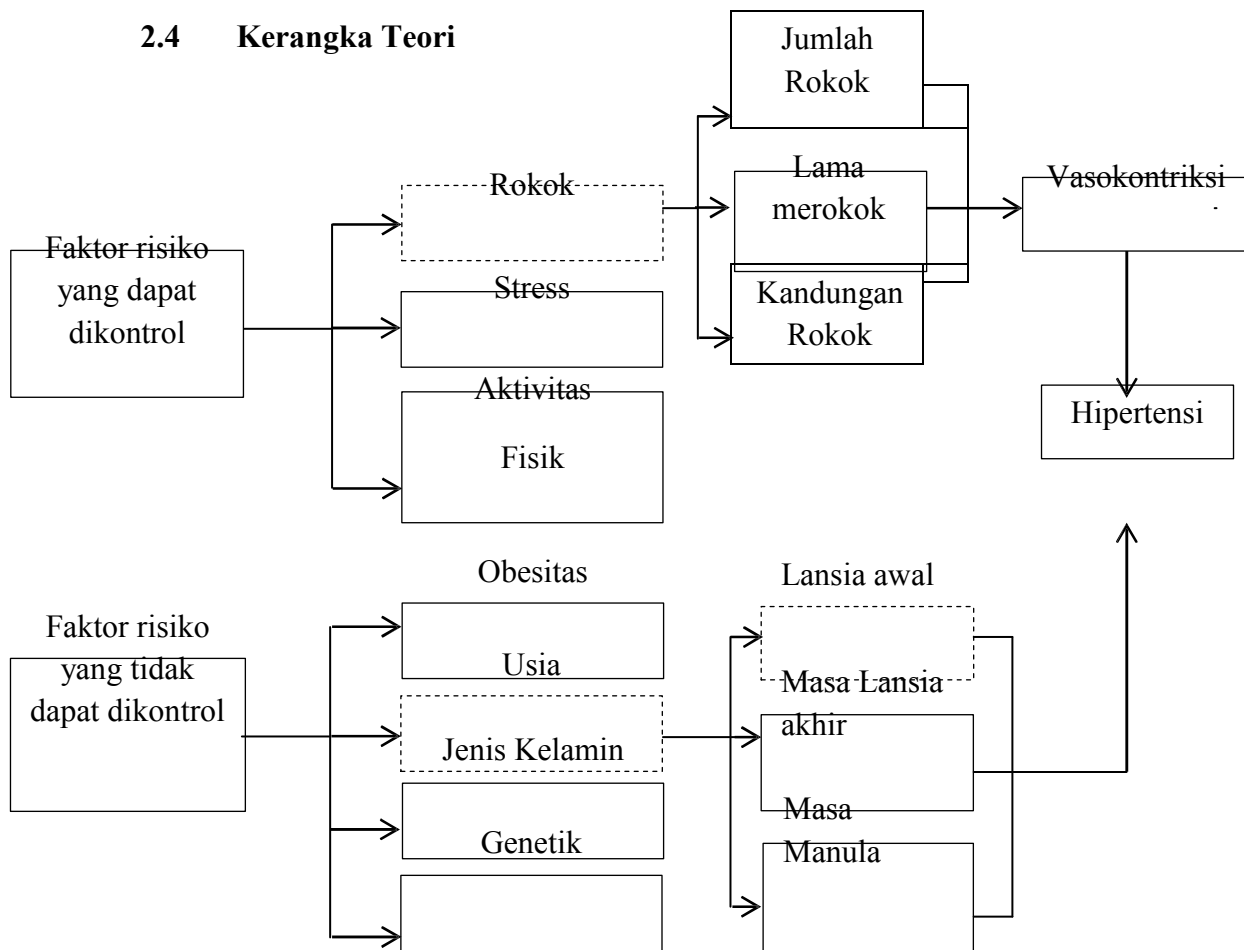 2.4 Kerangka Teori
Jumlah
Rokok
Rokok
Lama
merokok
Vasokontriksi
.
Faktor risiko
yang dapat
dikontrol
Stress
Kandungan
Rokok
Aktivitas
Fisik
Hipertensi
Obesitas
Lansia awal
Faktor risiko
yang tidak
dapat dikontrol
Usia
Masa Lansia
akhir
Jenis Kelamin
Genetik
Masa
Manula